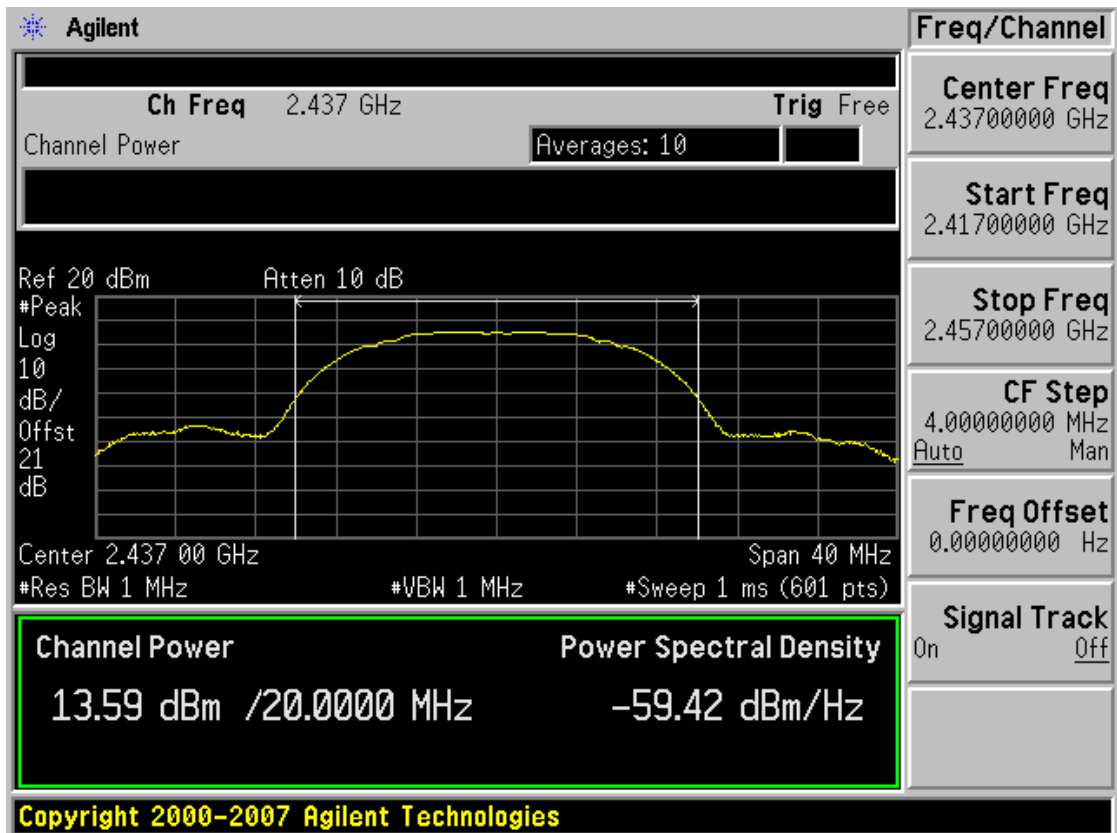 Agilent
Freq/Channel
Ch Freq 2.437 GHz Trig Free
Channel Power Averages: 10
Ref 20 dBm Atten 10 dB
#Peak
Log
10
dB/
Offst
21
dB
Center 2.437 00 GHz Span 40 MHz
#Res BW 1 MHz #VBW 1 MHz #Sweep 1 ms (601 pts)
Channel Power Power Spectral Density
13.59 dBm /20.0000 MHz -59.42 dBm/Hz
Center Freq
2.43700000 GHz
Start Freq
2.41700000 GHz
Stop Freq
2.45700000 GHz
CF Step
4.00000000 MHz
Auto Man
Freq Offset
0.00000000 Hz
Signal Track
On Off
Copyright 2000-2007 Agilent Technologies